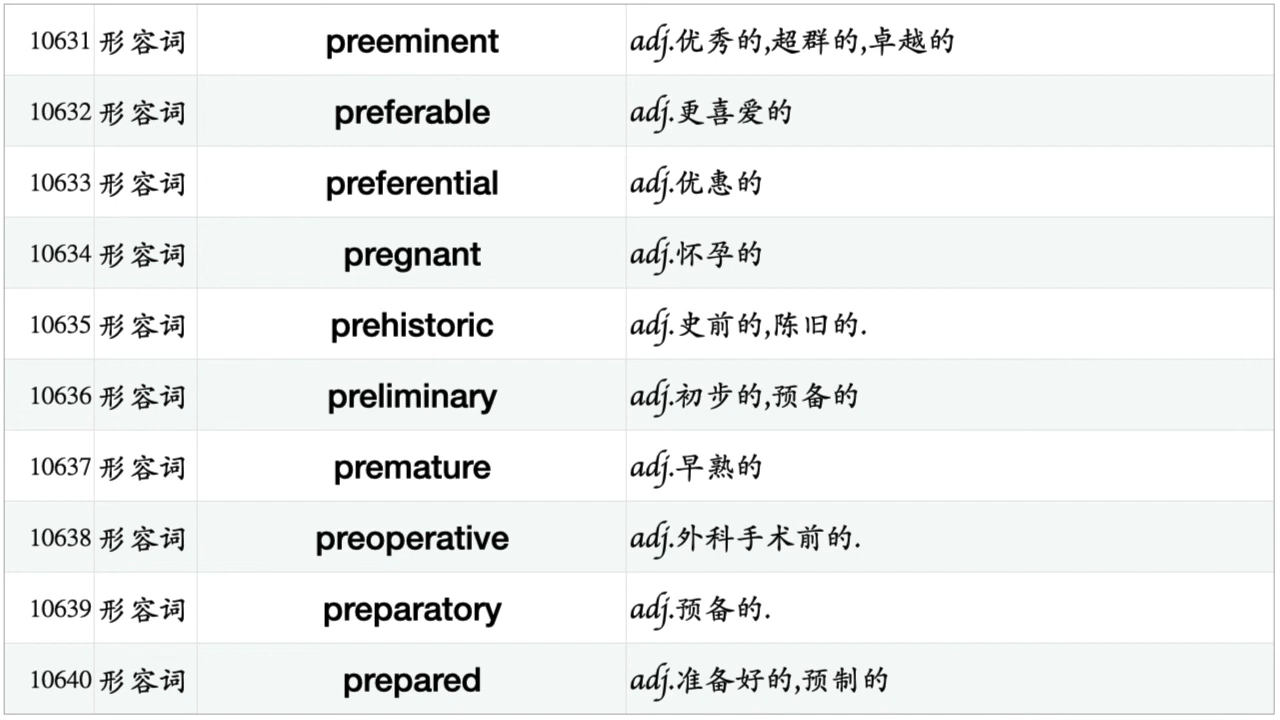 10631 形容词 preeminent adj.优秀的,超群的,卓越的
10632 形容词 preferable adj.更喜爱的
10633 形容词 preferential adj.优惠的
10634 形容词 pregnant adj.怀孕的
10635 形容词 prehistoric adj.史前的,陈旧的.
10636 形容词 preliminary adj.初步的,预备的
10637 形容词 premature adj.早熟的
10638 形容词 preoperative adj.外科手术前的.
10639 形容词 preparatory adj.预备的.
10640 形容词 prepared adj.准备好的,预制的